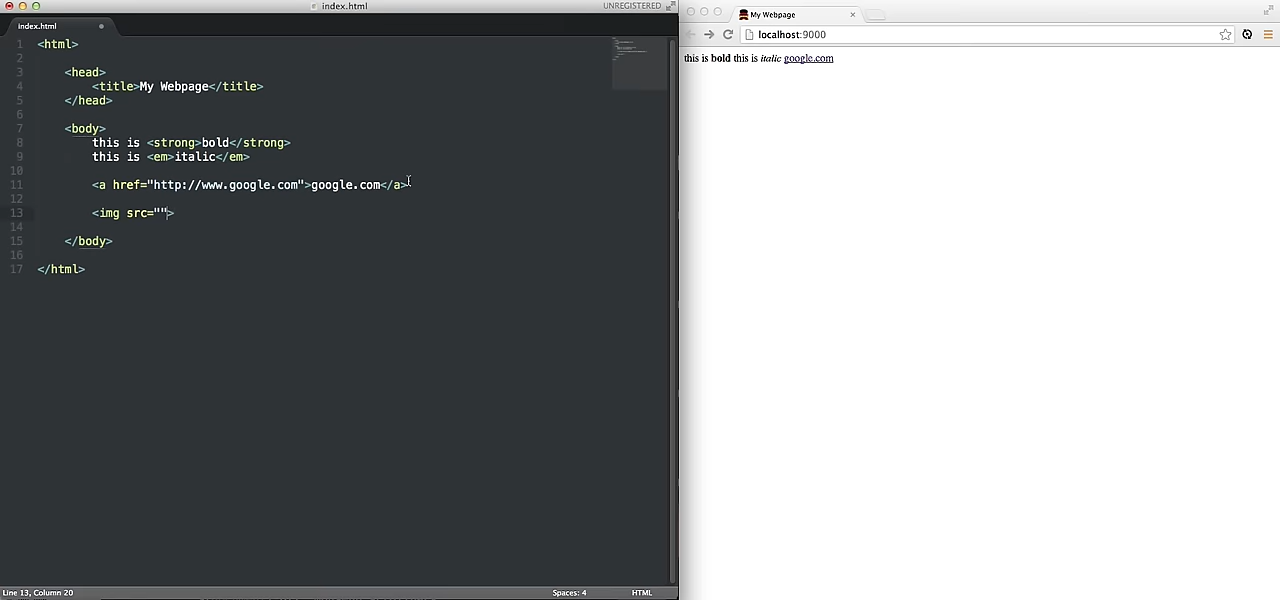 index.html
UNREGISTERED
index.html
1 <html>
2
3 <head>
4 <title>My Webpage</title>
5 </head>
6
7 <body>
8 this is <strong>bold</strong>
9 this is <em>italic</em>
10
11 <a href="http://www.google.com">google.com</a>
12
13 <img src="">
14
15 </body>
16
17 </html>
Line 13, Column 20
Spaces: 4
HTML
My Webpage
localhost:9000
this is bold this is italic google.com